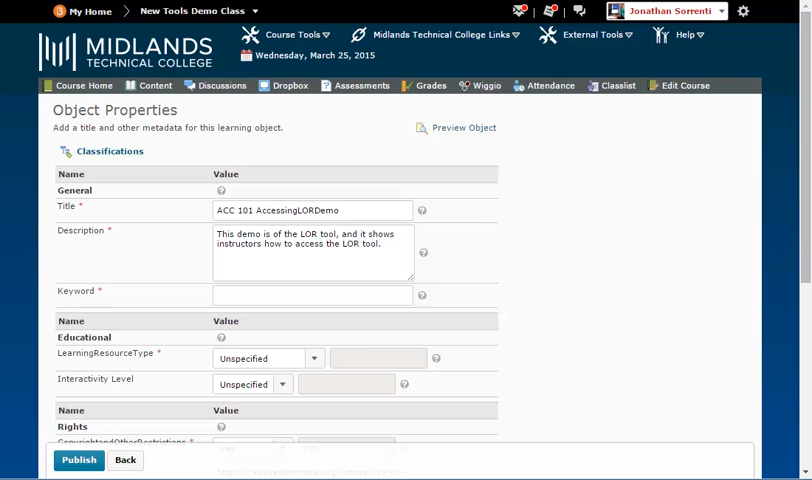 My Home
New Tools Demo Class
Jonathan Sorrenti
MIDLANDS
TECHNICAL COLLEGE
Course Tools
Midlands Technical College Links
External Tools
Help
Wednesday, March 25, 2015
Course Home
Content
Discussions
Dropbox
Assessments
Grades
Wiggio
Attendance
Classlist
Edit Course
Object Properties
Add a title and other metadata for this learning object.
Preview Object
Classifications
Name Value
General
Title * ACC 101 AccessingLORDemo
Description * This demo is of the LOR tool, and it shows
instructors how to access the LOR tool.
Keyword *
Name Value
Educational
LearningResourceType * Unspecified
Interactivity Level Unspecified
Name Value
Rights
CopyrightandOtherRestrictions *
Publish Back